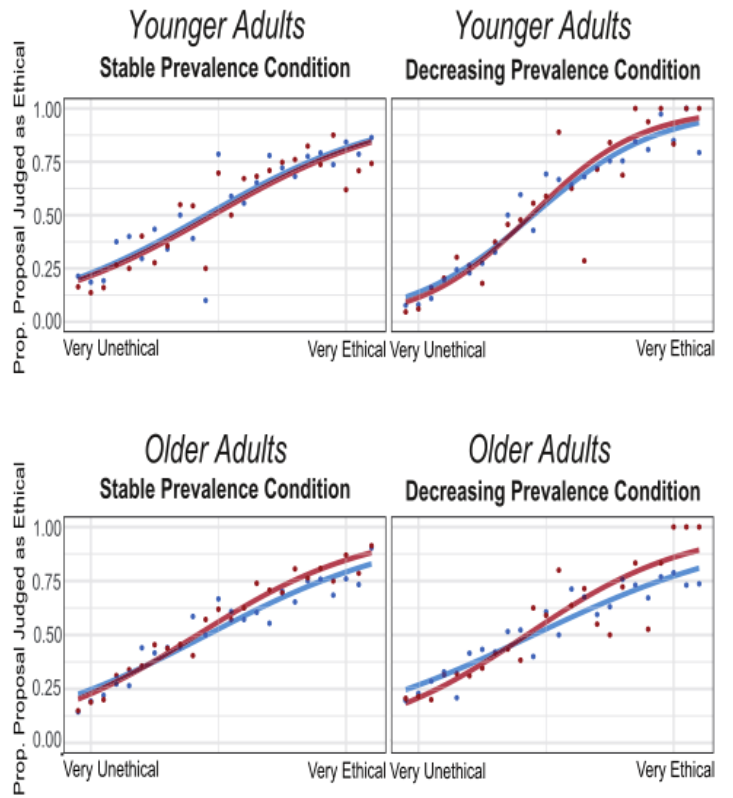 Younger Adults Younger Adults
Stable Prevalence Condition Decreasing Prevalence Condition
Prop. Proposal Judged as Ethical
1.00
0.75
0.50
0.25
0.00
Very Unethical Very Ethical Very Unethical Very Ethical
Older Adults Older Adults
Stable Prevalence Condition Decreasing Prevalence Condition
Prop. Proposal Judged as Ethical
1.00
0.75
0.50
0.25
0.00
Very Unethical Very Ethical Very Unethical Very Ethical